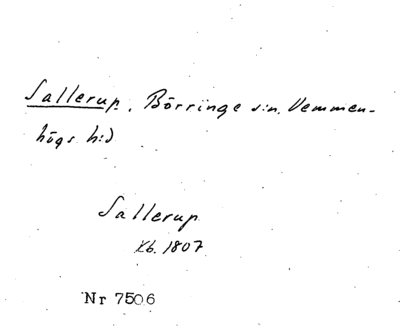 Sallerup, Börringe s:n, Vemmen-
högs h:d
Sallerup
Kb. 1807
Nr 7506